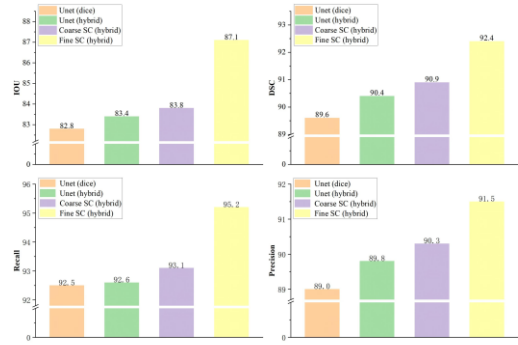 Unet (dice)
Unet (hybrid)
Coarse SC (hybrid)
Fine SC (hybrid)
IOU
88
87
86
85
84
83
0
82.8
83.4
83.8
87.1
Unet (dice)
Unet (hybrid)
Coarse SC (hybrid)
Fine SC (hybrid)
DSC
93
92
91
90
89
0
89.6
90.4
90.9
92.4
Unet (dice)
Unet (hybrid)
Coarse SC (hybrid)
Fine SC (hybrid)
Recall
96
95
94
93
92
0
92.5
92.6
93.1
95.2
Unet (dice)
Unet (hybrid)
Coarse SC (hybrid)
Fine SC (hybrid)
Precision
92
91
90
89
0
89.0
89.8
90.3
91.5